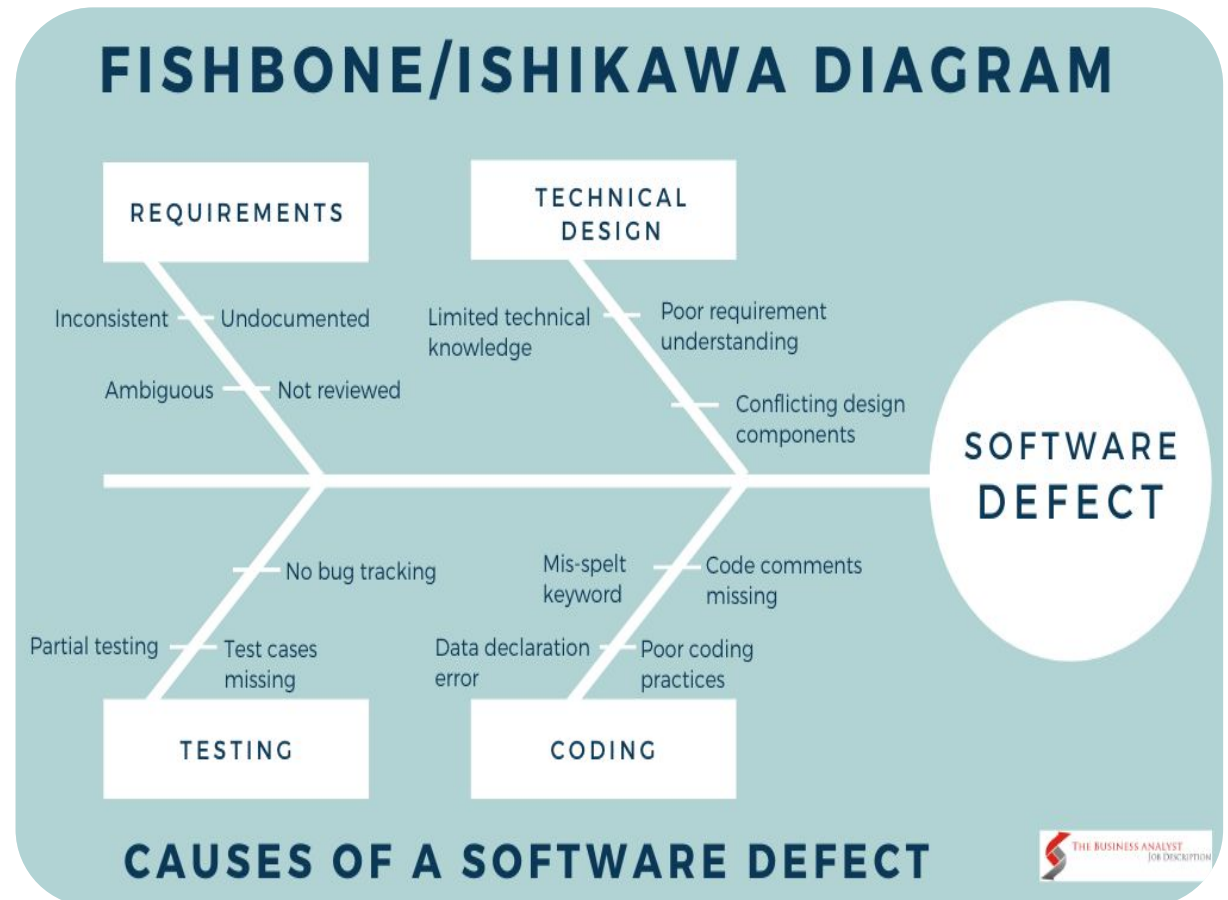 FISHBONE/ISHIKAWA DIAGRAM
REQUIREMENTS
TECHNICAL
DESIGN
Inconsistent
Undocumented
Ambiguous
Not reviewed
Limited technical
knowledge
Poor requirement
understanding
Conflicting design
components
SOFTWARE
DEFECT
No bug tracking
Partial testing
Test cases
missing
Mis-spelt
keyword
Code comments
missing
Data declaration
error
Poor coding
practices
TESTING
CODING
CAUSES OF A SOFTWARE DEFECT
THE BUSINESS ANALYST
JOB DESCRIPTION